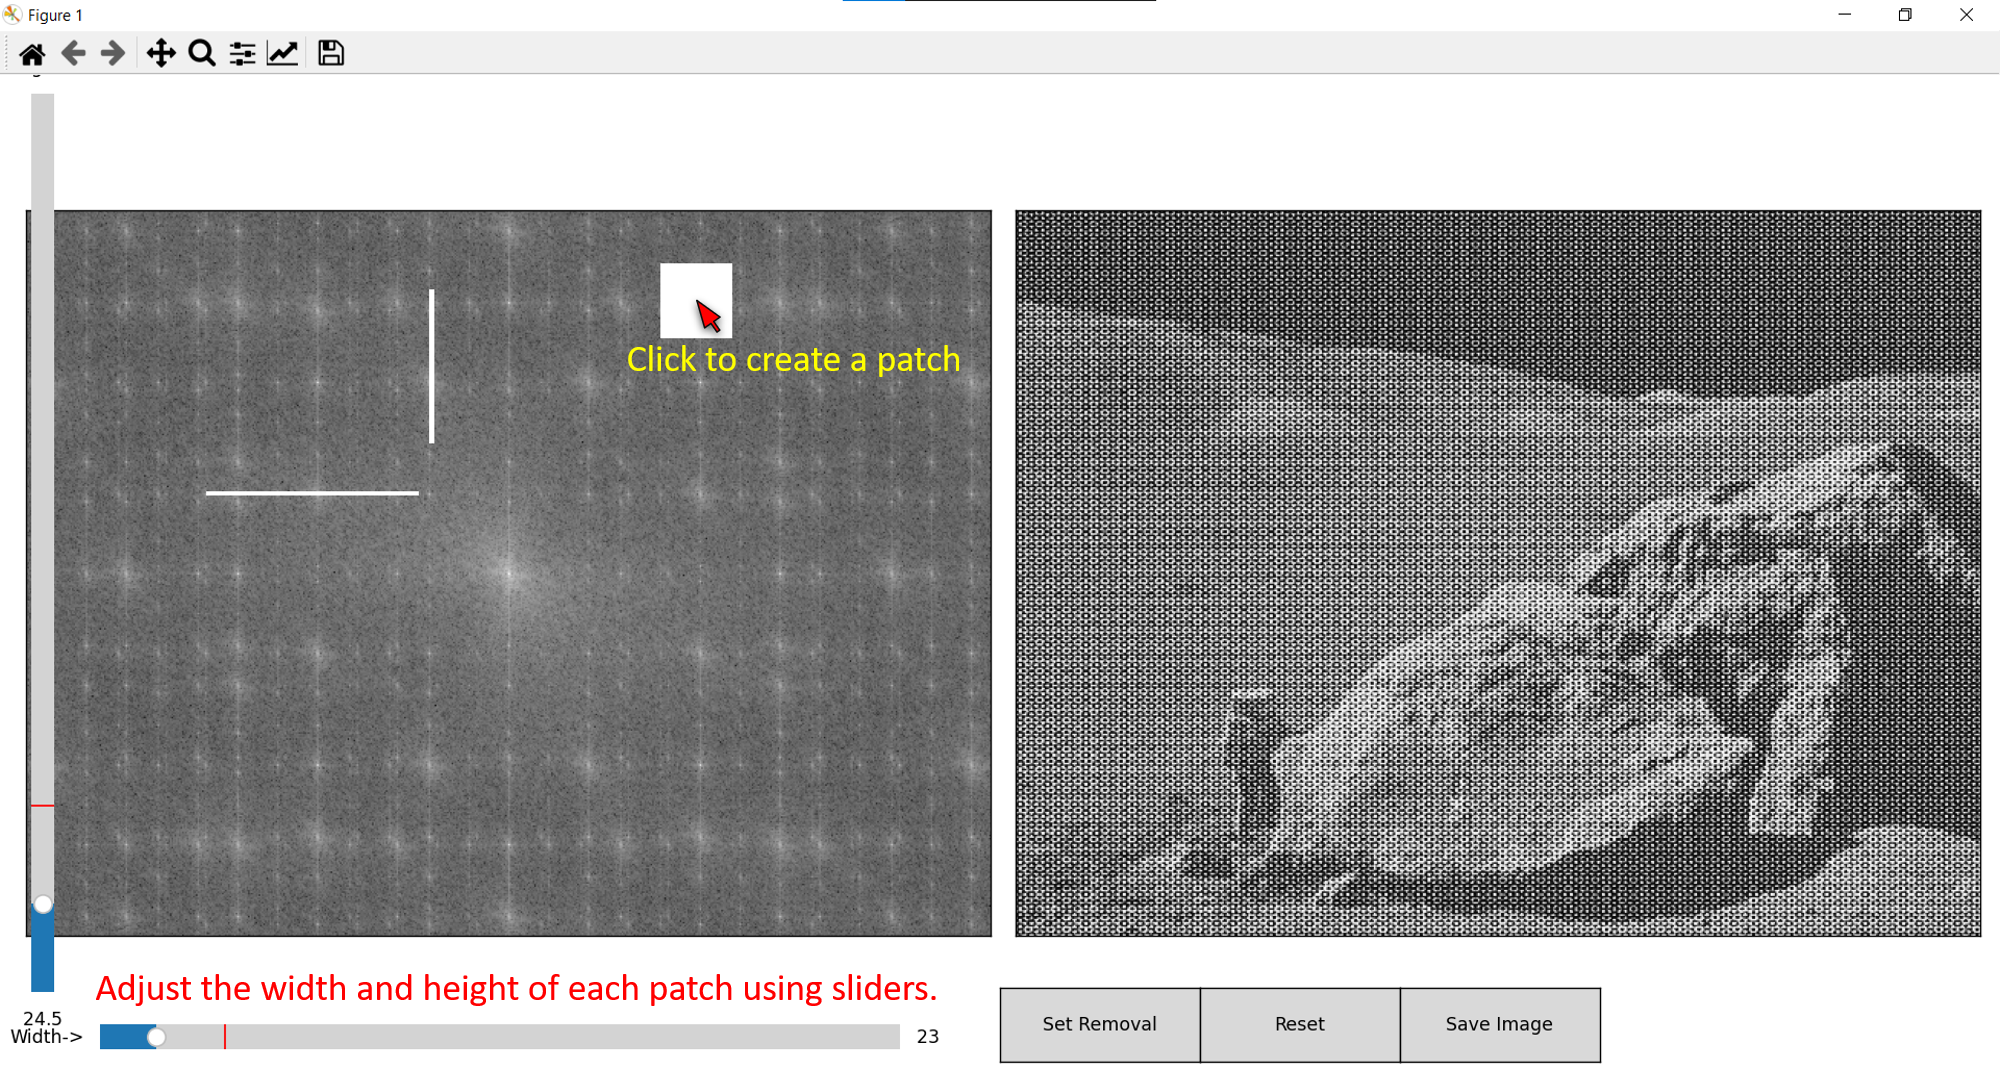 Figure 1
Click to create a patch
Adjust the width and height of each patch using sliders.
24.5
Width->
23
Set Removal
Reset
Save Image